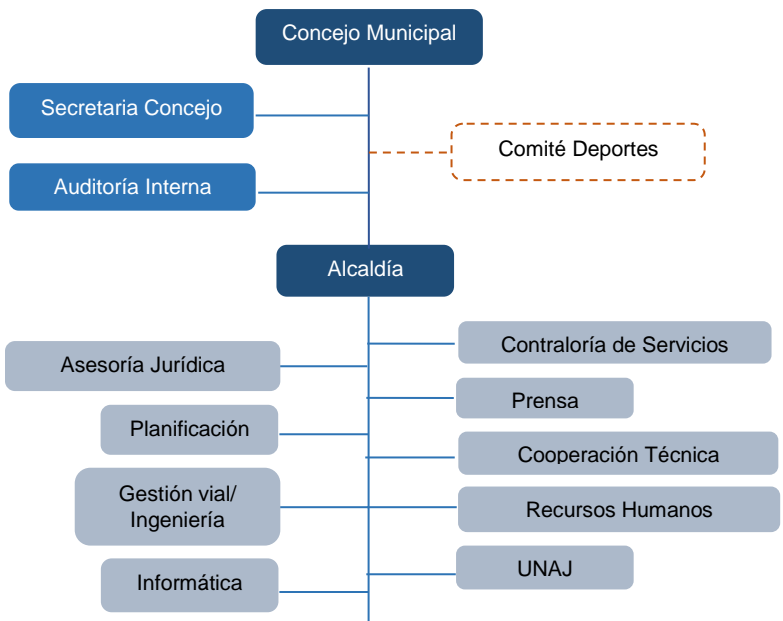 Concejo Municipal
Secretaria Concejo
Comité Deportes
Auditoría Interna
Alcaldía
Contraloría de Servicios
Asesoría Jurídica
Prensa
Planificación
Cooperación Técnica
Gestión vial/
Ingeniería
Recursos Humanos
UNAJ
Informática